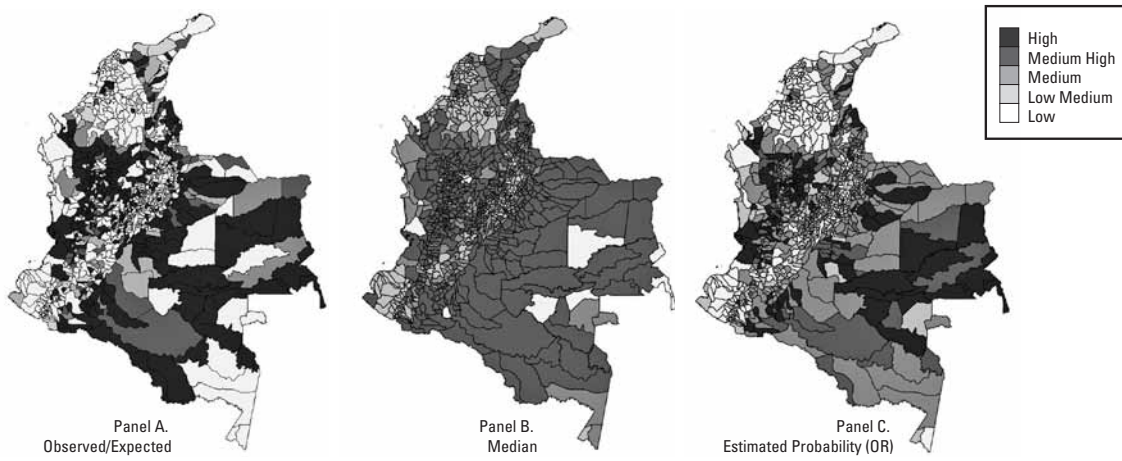 High
Medium High
Medium
Low Medium
Low
Panel A.
Observed/Expected
Panel B.
Median
Panel C.
Estimated Probability (OR)